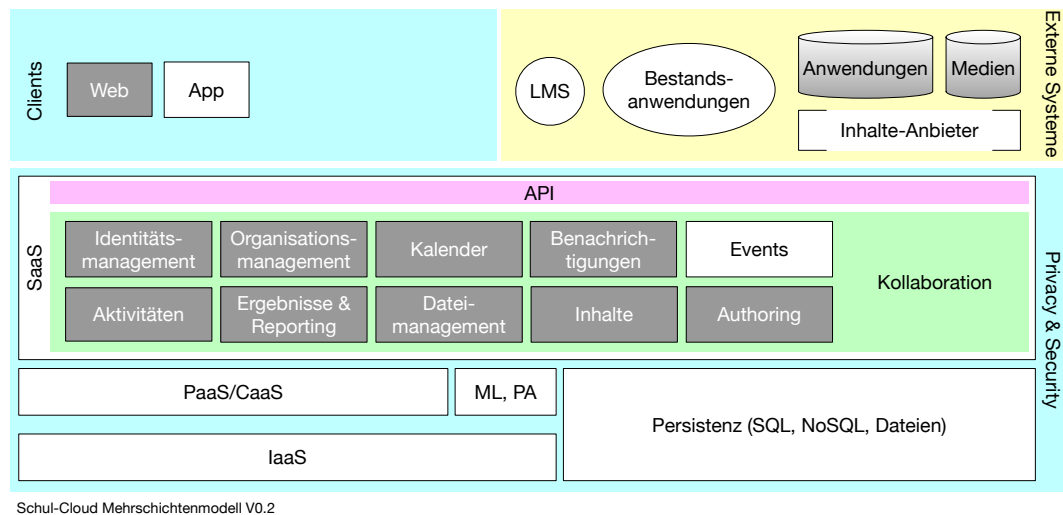 Clients
Web
App
LMS
Bestands-
anwendungen
Anwendungen
Medien
Inhalte-Anbieter
Externe Systeme
SaaS
API
Identitäts-
management
Organisations-
management
Kalender
Benachrich-
tigungen
Events
Kollaboration
Aktivitäten
Ergebnisse &
Reporting
Datei-
management
Inhalte
Authoring
Privacy & Security
PaaS/CaaS
ML, PA
Persistenz (SQL, NoSQL, Dateien)
IaaS
Schul-Cloud Mehrschichtenmodell V0.2